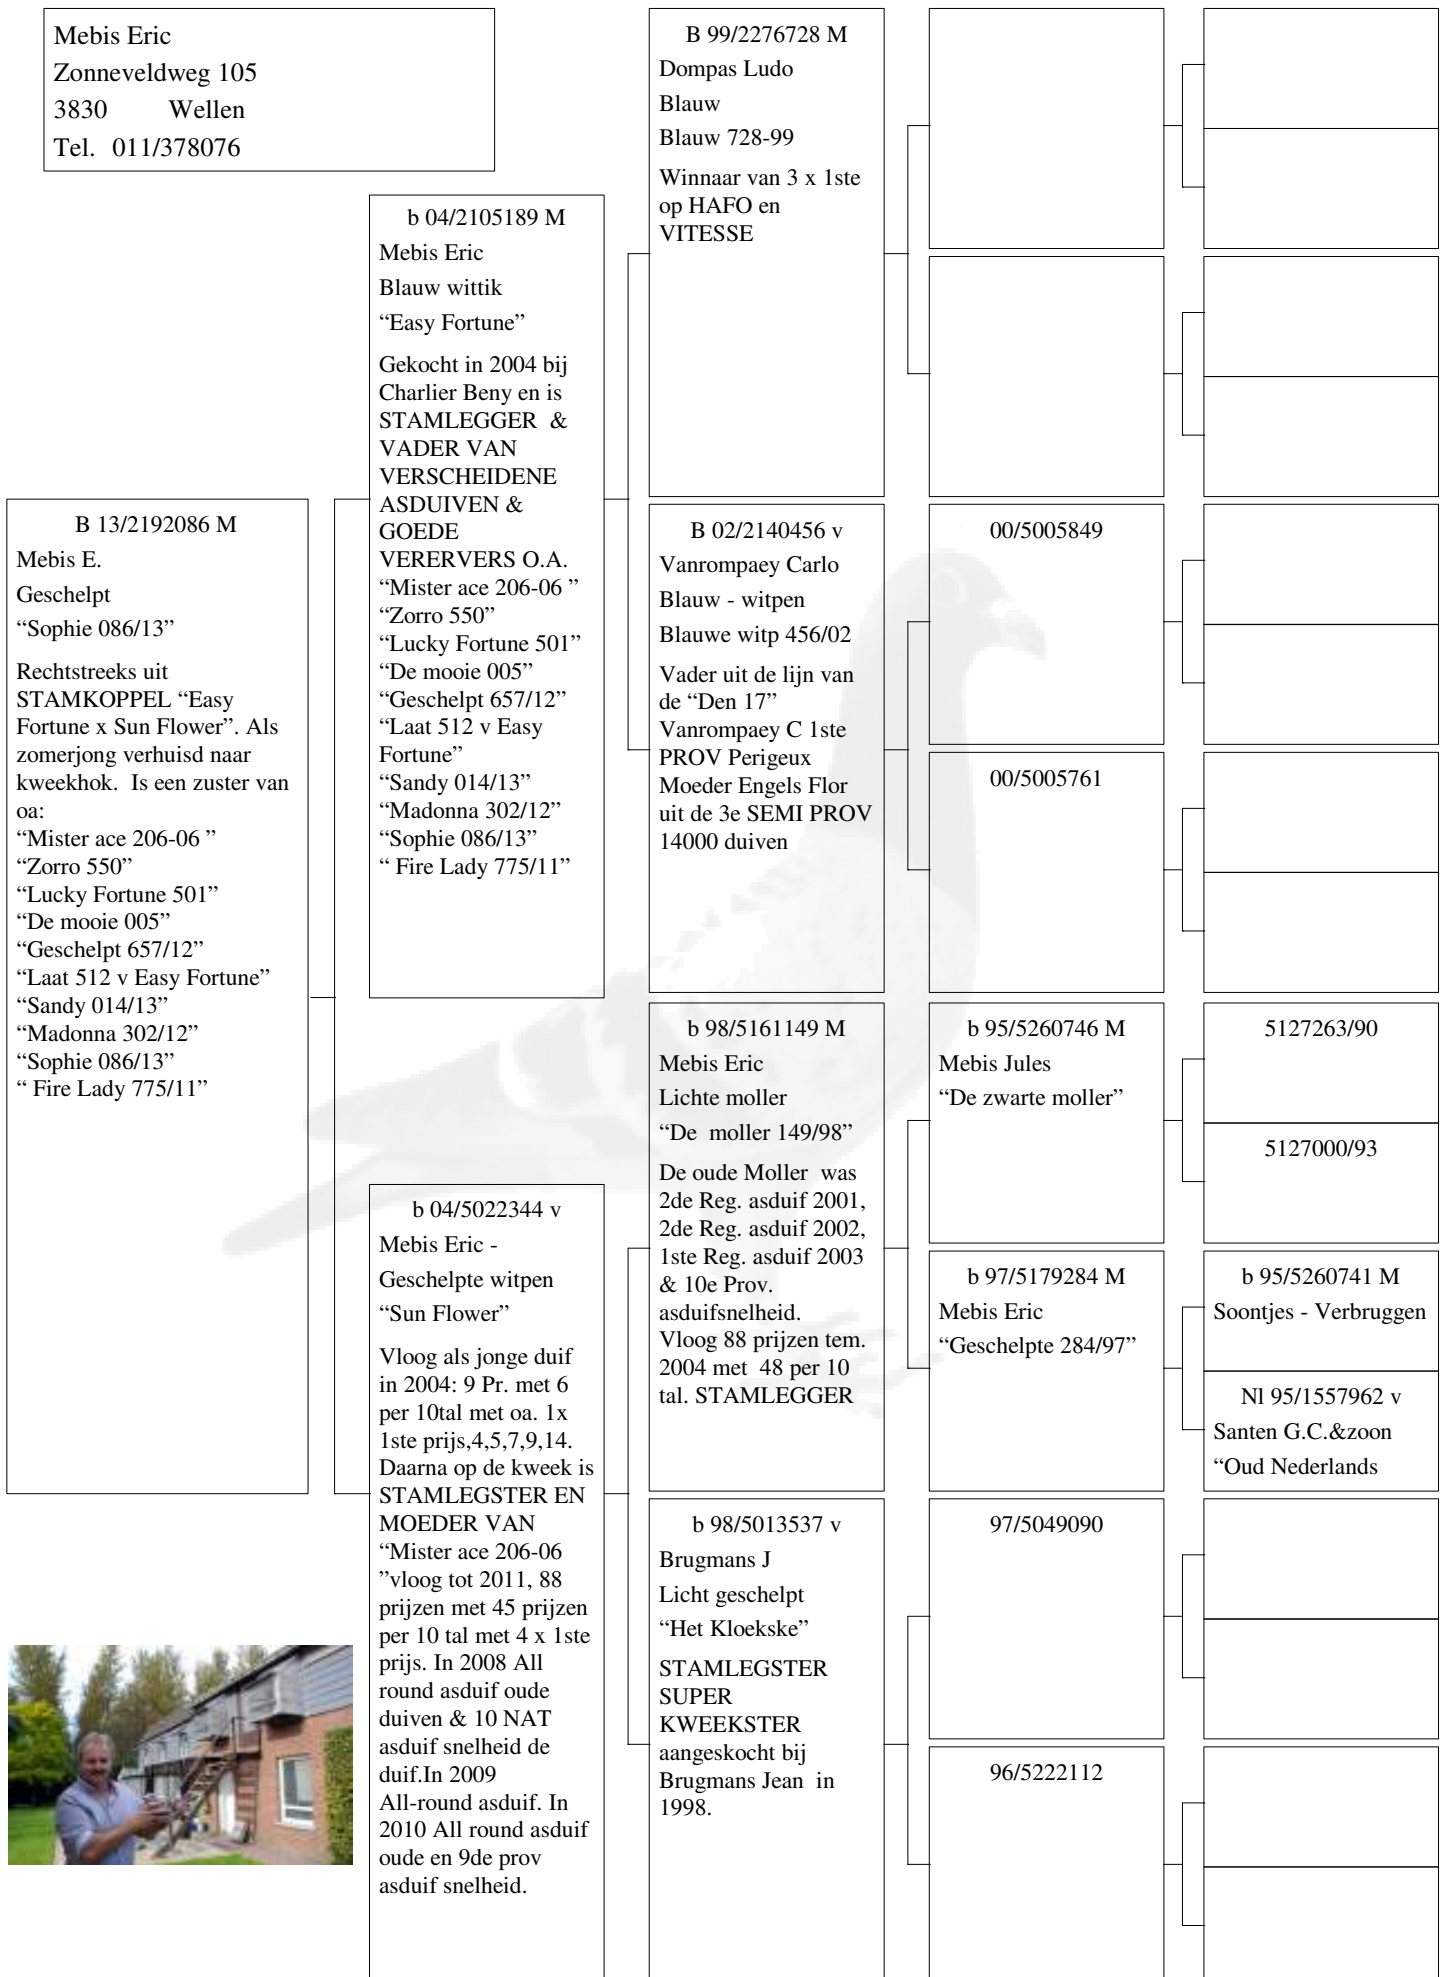 Mebis Eric
Zonneveldweg 105
3830 Wellen
Tel. 011/378076
B 13/2192086 M
Mebis E.
Geschelpt
“Sophie 086/13”
Rechtstreeks uit
STAMKOPPEL “Easy
Fortune x Sun Flower”. Als
zomerjong verhuisd naar
kweekhok. Is een zuster van
oa:
“Mister ace 206-06 ”
“Zorro 550”
“Lucky Fortune 501”
“De mooie 005”
“Geschelpt 657/12”
“Laat 512 v Easy Fortune”
“Sandy 014/13”
“Madonna 302/12”
“Sophie 086/13”
“ Fire Lady 775/11”
b 04/2105189 M
Mebis Eric
Blauw wittik
“Easy Fortune”
Gekocht in 2004 bij
Charlier Beny en is
STAMLEGGER &
VADER VAN
VERSCHEIDENE
ASDUIVEN &
GOEDE
VERERVERS O.A.
“Mister ace 206-06 ”
“Zorro 550”
“Lucky Fortune 501”
“De mooie 005”
“Geschelpt 657/12”
“Laat 512 v Easy
Fortune”
“Sandy 014/13”
“Madonna 302/12”
“Sophie 086/13”
“ Fire Lady 775/11”
b 04/5022344 v
Mebis Eric -
Geschelpte witpen
“Sun Flower”
Vloog als jonge duif
in 2004: 9 Pr. met 6
per 10tal met oa. 1x
1ste prijs,4,5,7,9,14.
Daarna op de kweek is
STAMLEGSTER EN
MOEDER VAN
“Mister ace 206-06
”vloog tot 2011, 88
prijzen met 45 prijzen
per 10 tal met 4 x 1ste
prijs. In 2008 All
round asduif oude
duiven & 10 NAT
asduif snelheid de
duif.In 2009
All-round asduif. In
2010 All round asduif
oude en 9de prov
asduif snelheid.
B 99/2276728 M
Dompas Ludo
Blauw
Blauw 728-99
Winnaar van 3 x 1ste
op HAFO en
VITESSE
B 02/2140456 v
Vanrompaey Carlo
Blauw - witpen
Blauwe witp 456/02
Vader uit de lijn van
de “Den 17”
Vanrompaey C 1ste
PROV Perigeux
Moeder Engels Flor
uit de 3e SEMI PROV
14000 duiven
b 98/5161149 M
Mebis Eric
Lichte moller
“De moller 149/98”
De oude Moller was
2de Reg. asduif 2001,
2de Reg. asduif 2002,
1ste Reg. asduif 2003
& 10e Prov.
asduifsnelheid.
Vloog 88 prijzen tem.
2004 met 48 per 10
tal. STAMLEGGER
b 98/5013537 v
Brugmans J
Licht geschelpt
“Het Kloekske”
STAMLEGSTER
SUPER
KWEEKSTER
aangeskocht bij
Brugmans Jean in
1998.
00/5005849
00/5005761
b 95/5260746 M
Mebis Jules
“De zwarte moller”
b 97/5179284 M
Mebis Eric
“Geschelpte 284/97”
97/5049090
96/5222112
5127263/90
5127000/93
b 95/5260741 M
Soontjes - Verbruggen
Nl 95/1557962 v
Santen G.C.&zoon
“Oud Nederlands